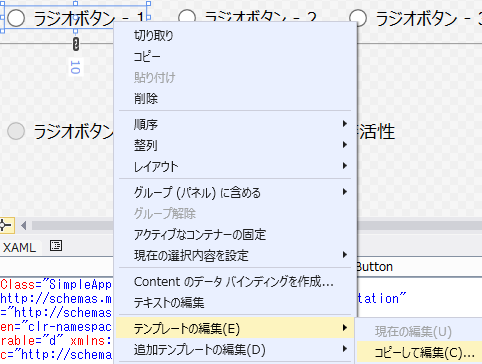 ラジオボタン - 1 ラジオボタン - 2 ラジオボタン - 3
切り取り
コピー
10
貼り付け
削除
順序
ラジオボタン 活性
整列
レイアウト
グループ (パネル) に含める
グループ解除
アクティブなコンテナーの固定
XAML 現在の選択内容を設定
Button
Class="SimpleApp
Content のデータ バインディングを作成...
http://schemas.m tation"
="http://schemas テキストの編集
en="clr-namespac テンプレートの編集(E) 現在の編集(U)
rable="d" xmlns:
c="http://schema 追加テンプレートの編集(D) コピーして編集(C)...